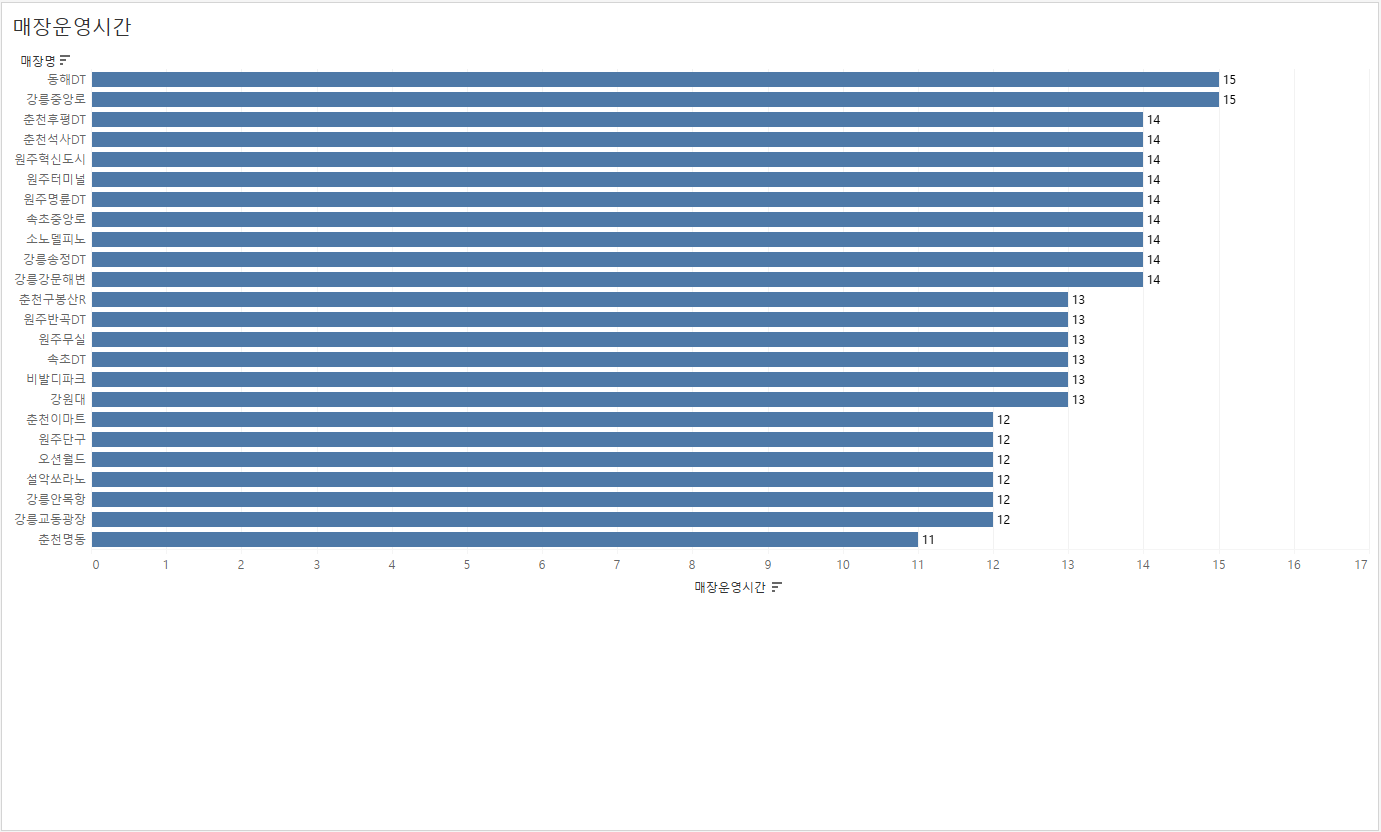 매장운영시간
매장명
동해DT 15
강릉중앙로 15
춘천후평DT 14
춘천석사DT 14
원주혁신도시 14
원주터미널 14
원주명륜DT 14
속초중앙로 14
소노델피노 14
강릉송정DT 14
강릉강문해변 14
춘천구봉산R 13
원주반곡DT 13
원주무실 13
속초DT 13
비발디파크 13
강원대 13
춘천이마트 12
원주단구 12
오션월드 12
설악쏘라노 12
강릉안목항 12
강릉교동광장 12
춘천명동 11
0 1 2 3 4 5 6 7 8 9 10 11 12 13 14 15 16 17
매장운영시간